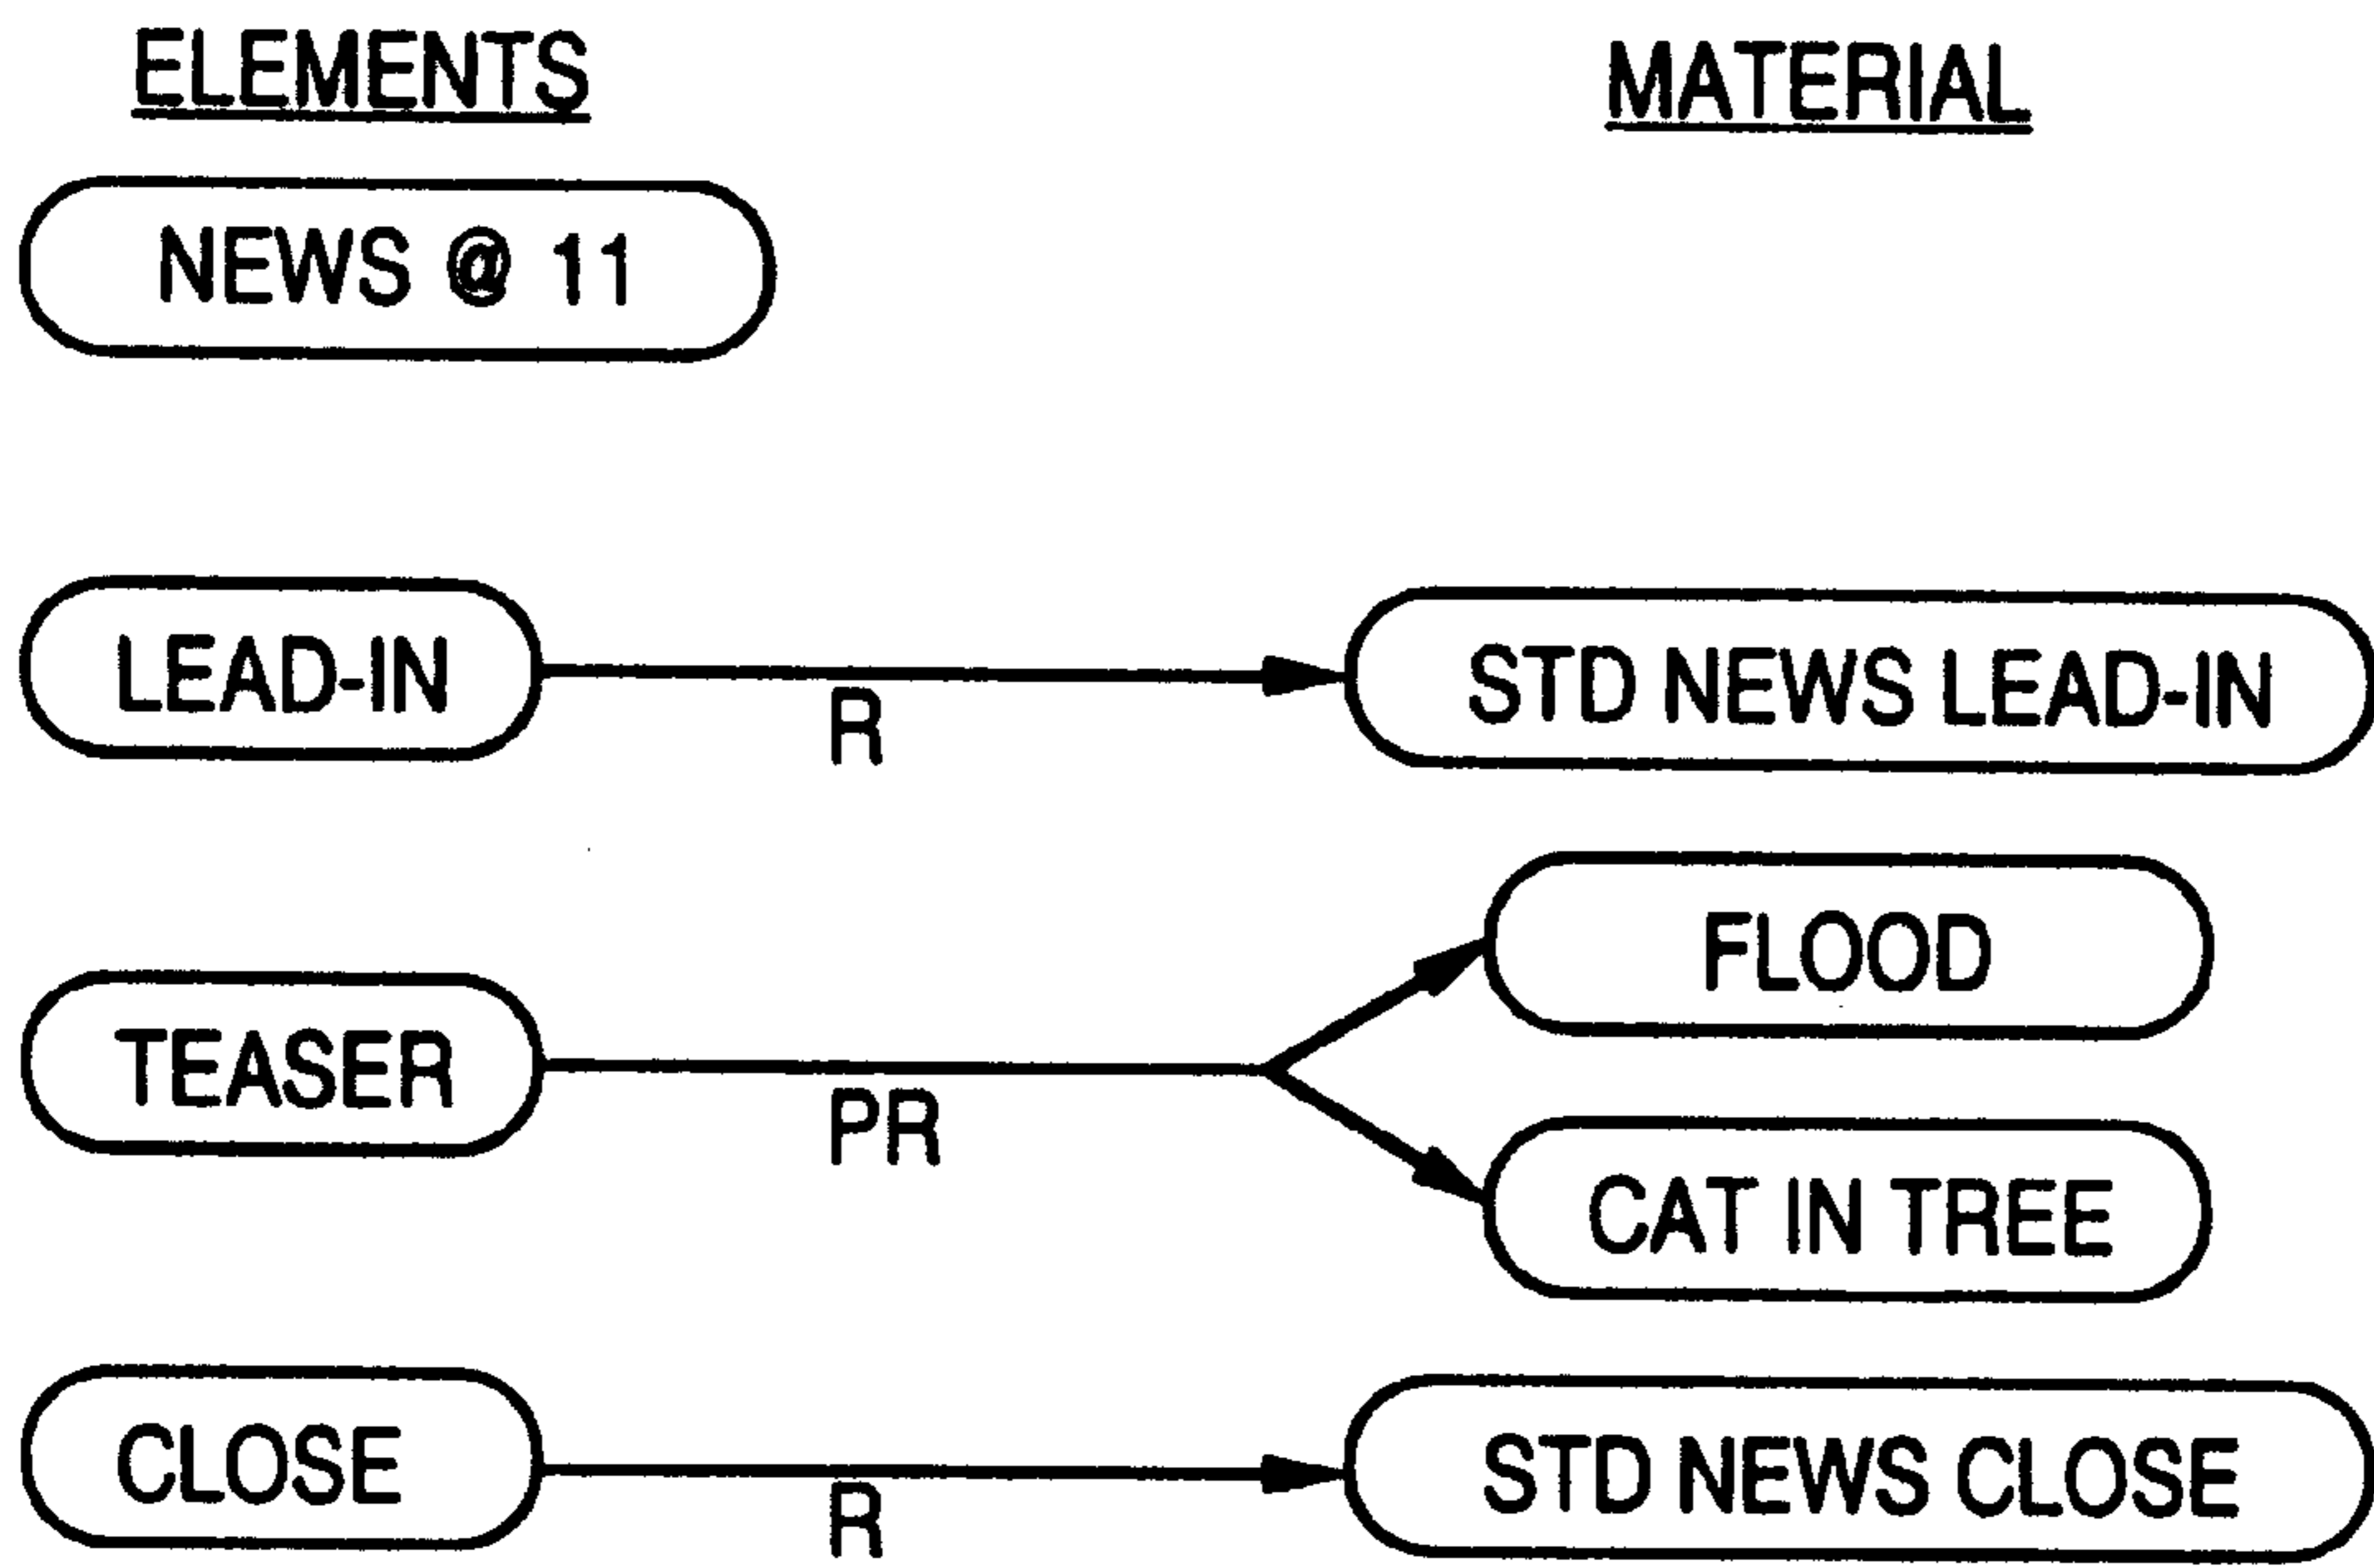 ELEMENTS
MATERIAL
NEWS @ 11
LEAD-IN
R
STD NEWS LEAD-IN
TEASER
PR
FLOOD
CAT IN TREE
CLOSE
R
STD NEWS CLOSE